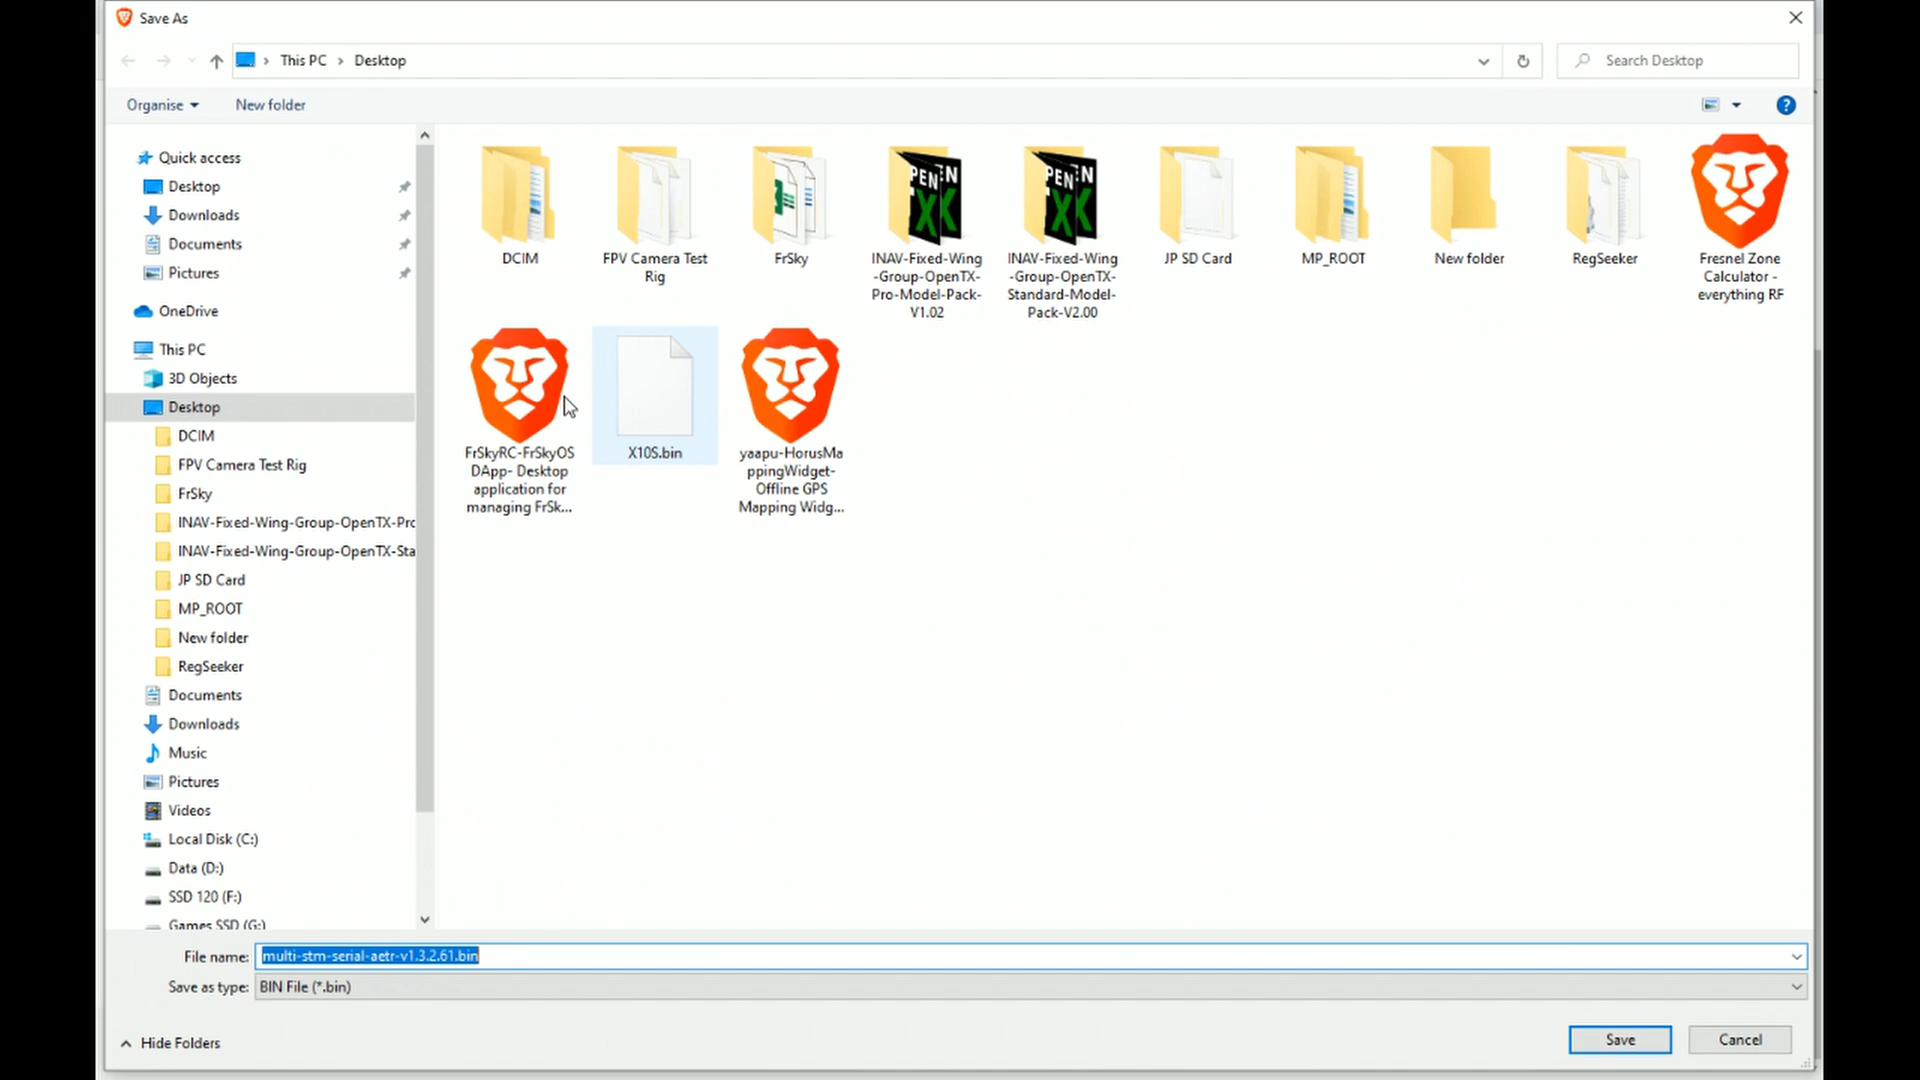 Save As
This PC
Desktop
Search Desktop
Organise
New folder
?
Quick access
Desktop
Downloads
Documents
Pictures
OneDrive
This PC
3D Objects
Desktop
DCIM
FPV Camera Test Rig
FrSky
INAV-Fixed-Wing-Group-OpenTX-Pro
INAV-Fixed-Wing-Group-OpenTX-Sta
JP SD Card
MP_ROOT
New folder
RegSeeker
Documents
Downloads
Music
Pictures
Videos
Local Disk (C:)
Data (D:)
SSD 120 (F:)
Games SSD (G:)
DCIM
FPV Camera Test
Rig
FrSky
INAV-Fixed-Wing
-Group-OpenTX-
Pro-Model-Pack-
V1.02
INAV-Fixed-Wing
-Group-OpenTX-
Standard-Model-
Pack-V2.00
JP SD Card
MP_ROOT
New folder
RegSeeker
Fresnel Zone
Calculator -
everything RF
FrSkyRC-FrSkyOS
DApp- Desktop
application for
managing FrSk...
X10S.bin
yaapu-HorusMa
ppingWidget-
Offline GPS
Mapping Widg...
File name:
multi-stm-serial-aetr-v1.3.2.61.bin
Save as type:
BIN File (*.bin)
Hide Folders
Save
Cancel